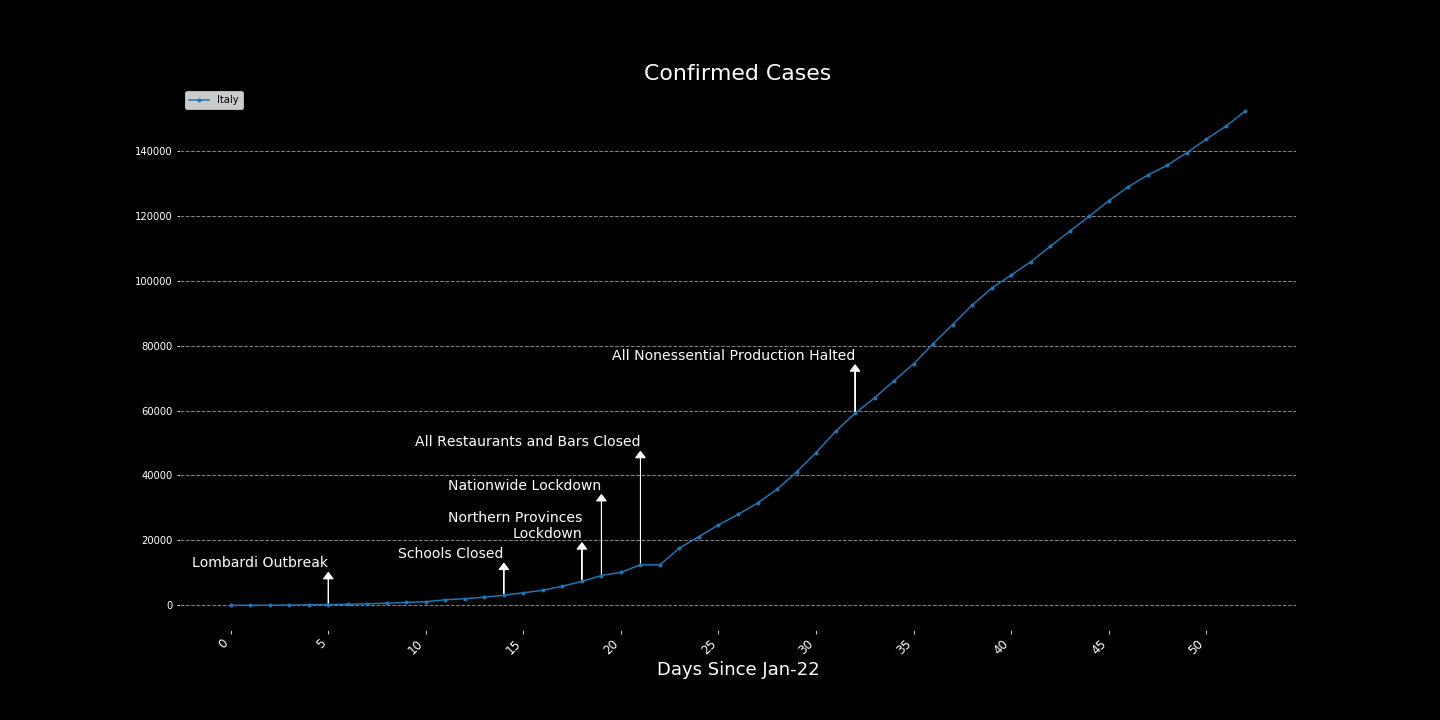 Confirmed Cases
Italy
140000
120000
100000
80000
All Nonessential Production Halted
60000
All Restaurants and Bars Closed
40000
Nationwide Lockdown
Northern Provinces
Lockdown
20000
Schools Closed
Lombardi Outbreak
0
0 5 10 15 20 25 30 35 40 45 50
Days Since Jan-22